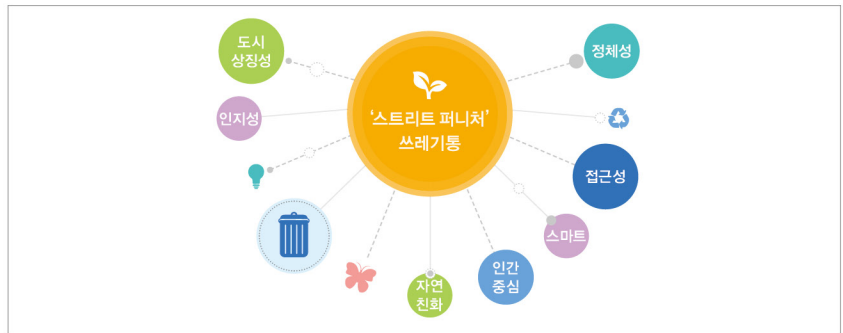 도시
상징성
정체성
인지성
'스트리트 퍼니처'
쓰레기통
접근성
스마트
인간
중심
자연
친화